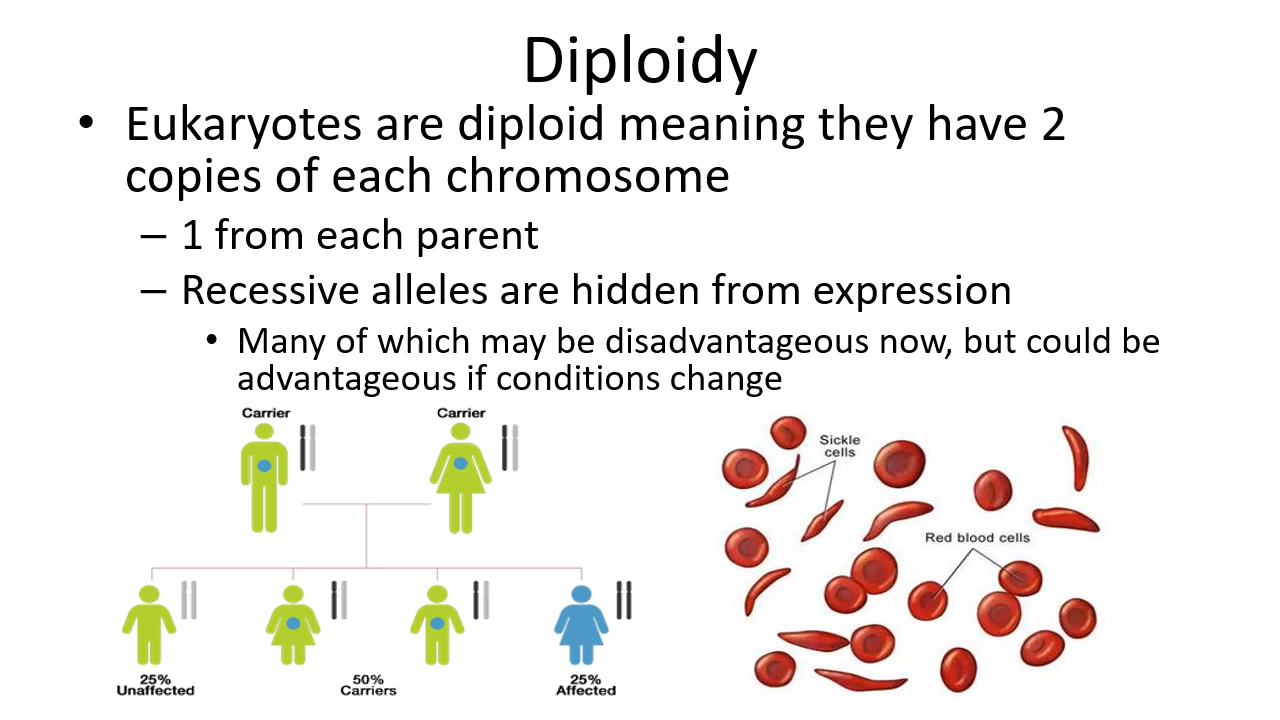 Diploidy
• Eukaryotes are diploid meaning they have 2
copies of each chromosome
– 1 from each parent
– Recessive alleles are hidden from expression
• Many of which may be disadvantageous now, but could be
advantageous if conditions change
Carrier
Carrier
25%
Unaffected
50%
Carriers
25%
Affected
Sickle
cells
Red blood cells